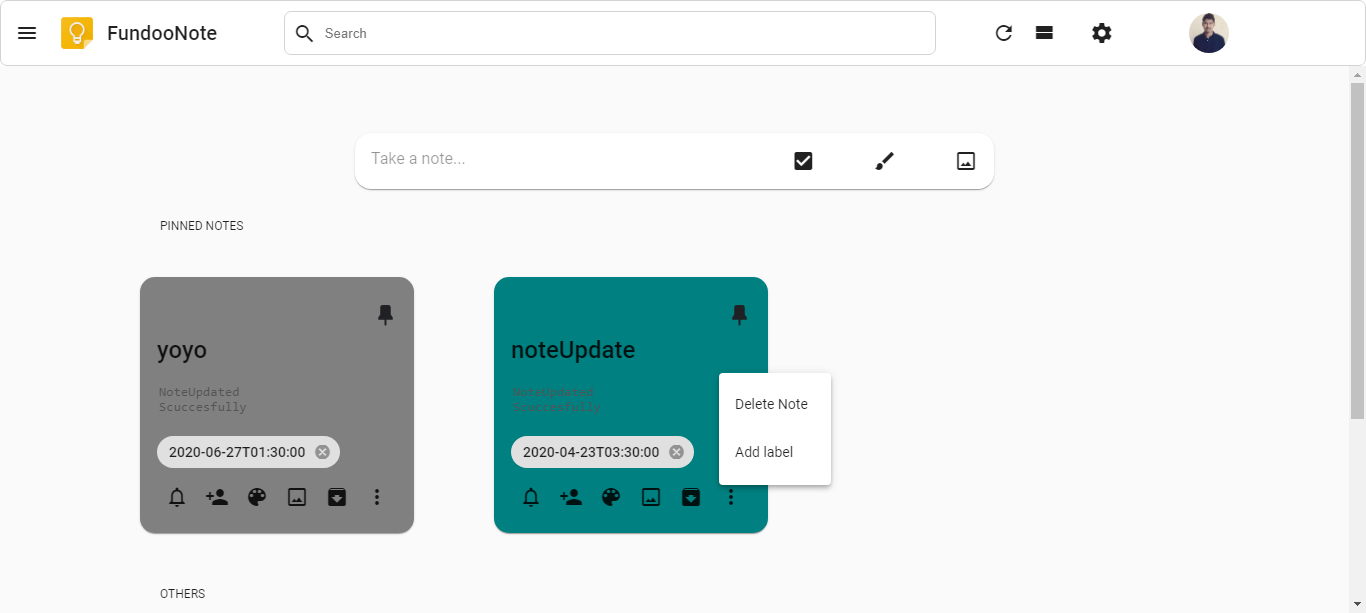 FundooNote
Search
Take a note...
PINNED NOTES
yoyo
NoteUpdated
Scuccesfully
2020-06-27T01:30:00
noteUpdate
NoteUpdated
Scuccesfully
2020-04-23T03:30:00
Delete Note
Add label
OTHERS